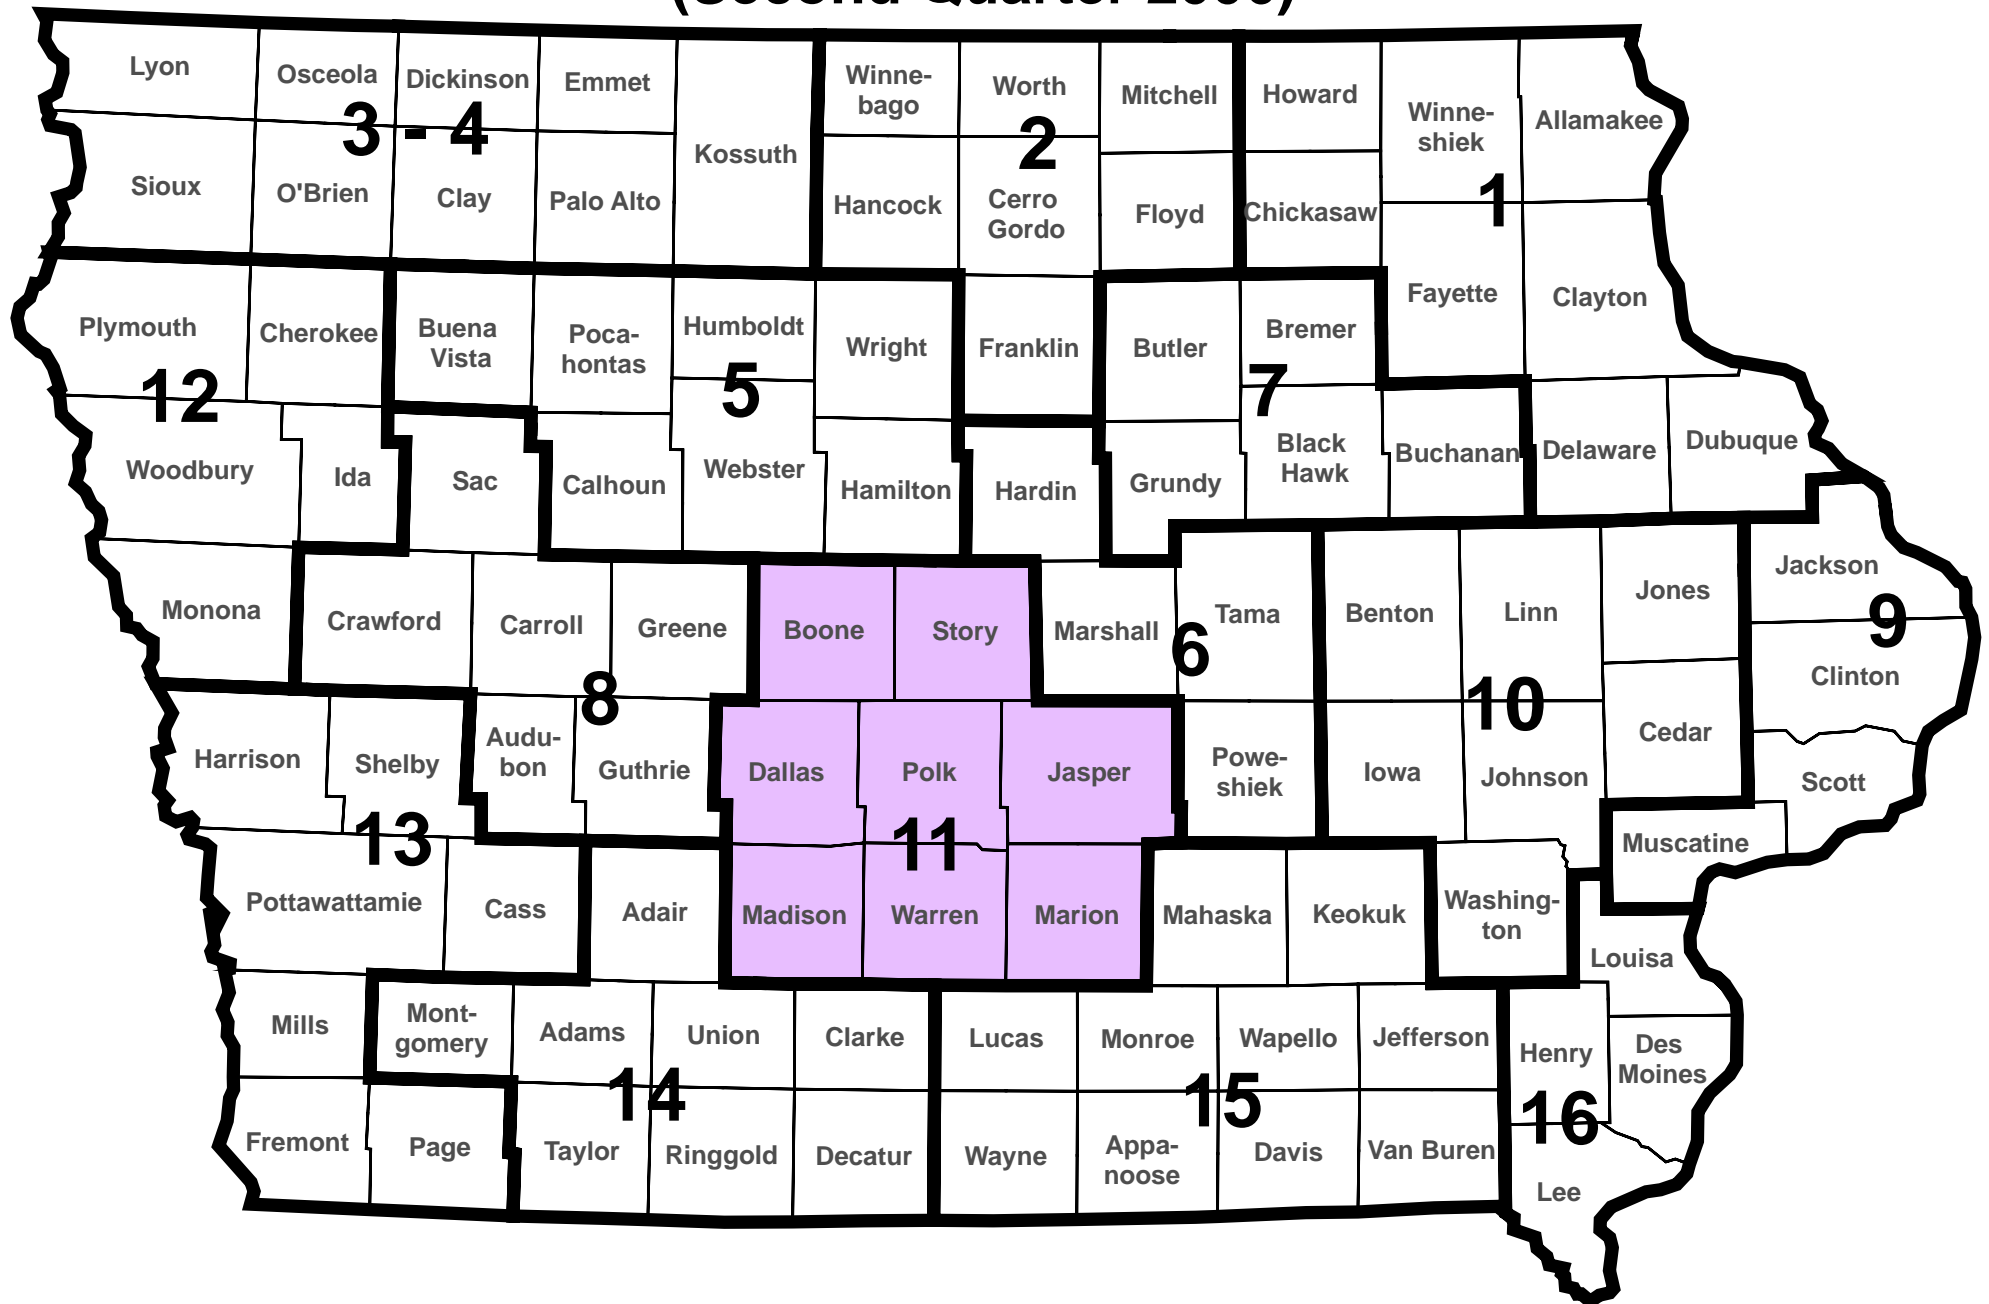 (Second Quarter 2000)
Lyon
Osceola
Dickinson
Emmet
Kossuth
Winne-
bago
Worth
Mitchell
Howard
Winne-
shiek
Allamakee
3 - 4
2
1
Sioux
O'Brien
Clay
Palo Alto
Hancock
Cerro
Gordo
Floyd
Chickasaw
Fayette
Clayton
Plymouth
Cherokee
Buena
Vista
Poca-
hontas
Humboldt
Wright
Franklin
Butler
Bremer
12
5
7
Woodbury
Ida
Sac
Calhoun
Webster
Hamilton
Hardin
Grundy
Black
Hawk
Buchanan
Delaware
Dubuque
Monona
Crawford
Carroll
Greene
Boone
Story
Marshall
6
Tama
Benton
Linn
Jones
Jackson
9
Clinton
8
10
Harrison
Shelby
Audu-
bon
Guthrie
Dallas
Polk
Jasper
Powe-
shiek
Iowa
Johnson
Cedar
Scott
13
11
Muscatine
Pottawattamie
Cass
Adair
Madison
Warren
Marion
Mahaska
Keokuk
Washing-
ton
Louisa
Mills
Mont-
gomery
Adams
Union
Clarke
Lucas
Monroe
Wapello
Jefferson
Henry
Des
Moines
14
15
16
Fremont
Page
Taylor
Ringgold
Decatur
Wayne
Appa-
noose
Davis
Van Buren
Lee